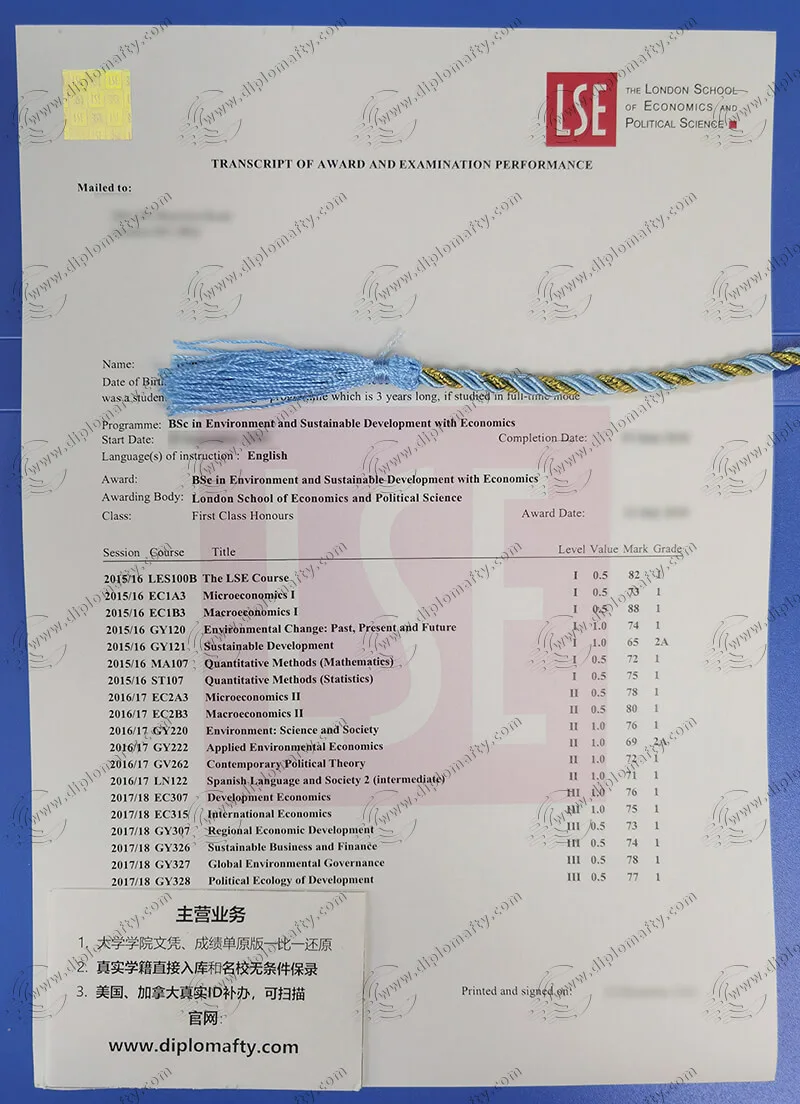 LSE
THE LONDON SCHOOL
OF ECONOMICS AND
POLITICAL SCIENCE
TRANSCRIPT OF AWARD AND EXAMINATION PERFORMANCE
Mailed to:
Name:
Date of Birt
was a studen which is 3 years long, if studied in full-time mode
Programme: BSc in Environment and Sustainable Development with Economics
Start Date: Completion Date:
Language(s) of instruction : English
Award: BSc in Environment and Sustainable Development with Economics
Awarding Body: London School of Economics and Political Science
Class: First Class Honours Award Date:
Session Course Title Level Value Mark Grade
2015/16 LES100B The LSE Course I 0.5 82 1
2015/16 EC1A3 Microeconomics I I 0.5 73 1
2015/16 EC1B3 Macroeconomics I I 0.5 88 1
2015/16 GY120 Environmental Change: Past, Present and Future I 1.0 74 1
2015/16 GY121 Sustainable Development I 1.0 65 2A
2015/16 MA107 Quantitative Methods (Mathematics) I 0.5 72 1
2015/16 ST107 Quantitative Methods (Statistics) I 0.5 75 1
2016/17 EC2A3 Microeconomics II II 0.5 78 1
2016/17 EC2B3 Macroeconomics II II 0.5 80 1
2016/17 GY220 Environment: Science and Society II 1.0 76 1
2016/17 GY222 Applied Environmental Economics II 1.0 69 2A
2016/17 GV262 Contemporary Political Theory II 1.0 72 1
2016/17 LN122 Spanish Language and Society 2 (intermediate) II 1.0 71 1
2017/18 EC307 Development Economics III 1.0 76 1
2017/18 EC315 International Economics III 1.0 75 1
2017/18 GY307 Regional Economic Development III 0.5 73 1
2017/18 GY326 Sustainable Business and Finance III 0.5 74 1
2017/18 GY327 Global Environmental Governance III 0.5 78 1
2017/18 GY328 Political Ecology of Development III 0.5 77 1
Printed and signed on:
主营业务
1. 大学学院文凭、成绩单原版一比一还原
2. 真实学籍直接入库和名校无条件保录
3. 美国、加拿大真实ID补办，可扫描
官网:
www.diplomafty.com